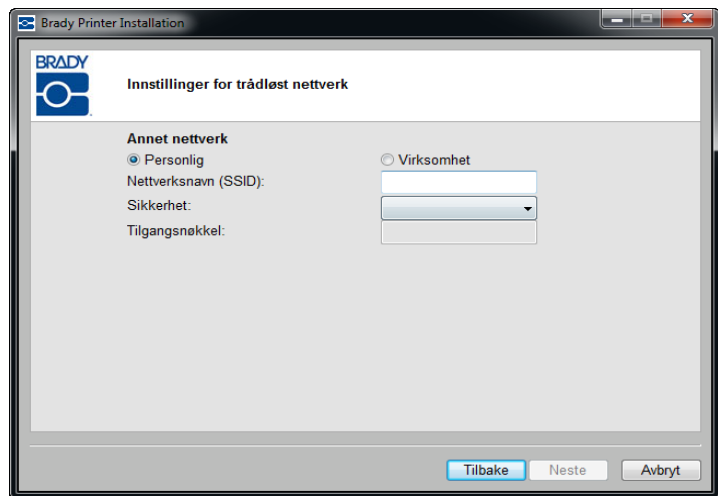 Brady Printer Installation
BRADY
Innstillinger for trådløst nettverk
Annet nettverk
Personlig Virksomhet
Nettverksnavn (SSID):
Sikkerhet:
Tilgangsnøkkel:
Tilbake Neste Avbryt